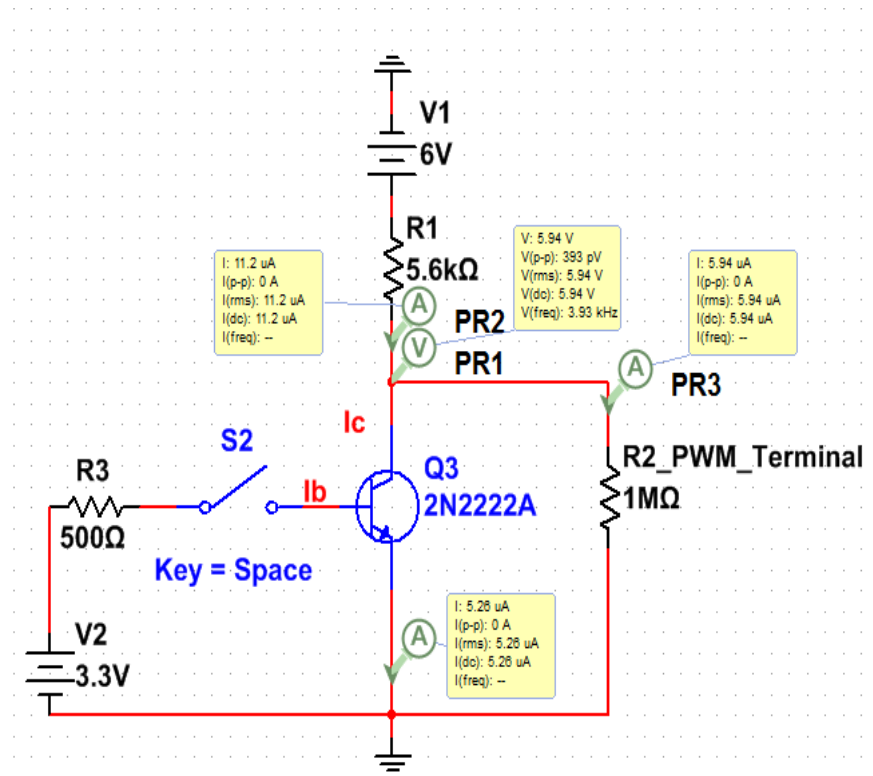 V1
6V
R1
5.6kΩ
I: 11.2 uA
I(p-p): 0 A
I(rms): 11.2 uA
I(dc): 11.2 uA
I(freq): --
V: 5.94 V
V(p-p): 393 pV
V(rms): 5.94 V
V(dc): 5.94 V
V(freq): 3.93 kHz
I: 5.94 uA
I(p-p): 0 A
I(rms): 5.94 uA
I(dc): 5.94 uA
I(freq): --
A
PR2
V
PR1
A
PR3
Ic
S2
R3
500Ω
Ib
Key = Space
Q3
2N2222A
R2_PWM_Terminal
1MΩ
V2
3.3V
A
I: 5.26 uA
I(p-p): 0 A
I(rms): 5.26 uA
I(dc): 5.26 uA
I(freq): --